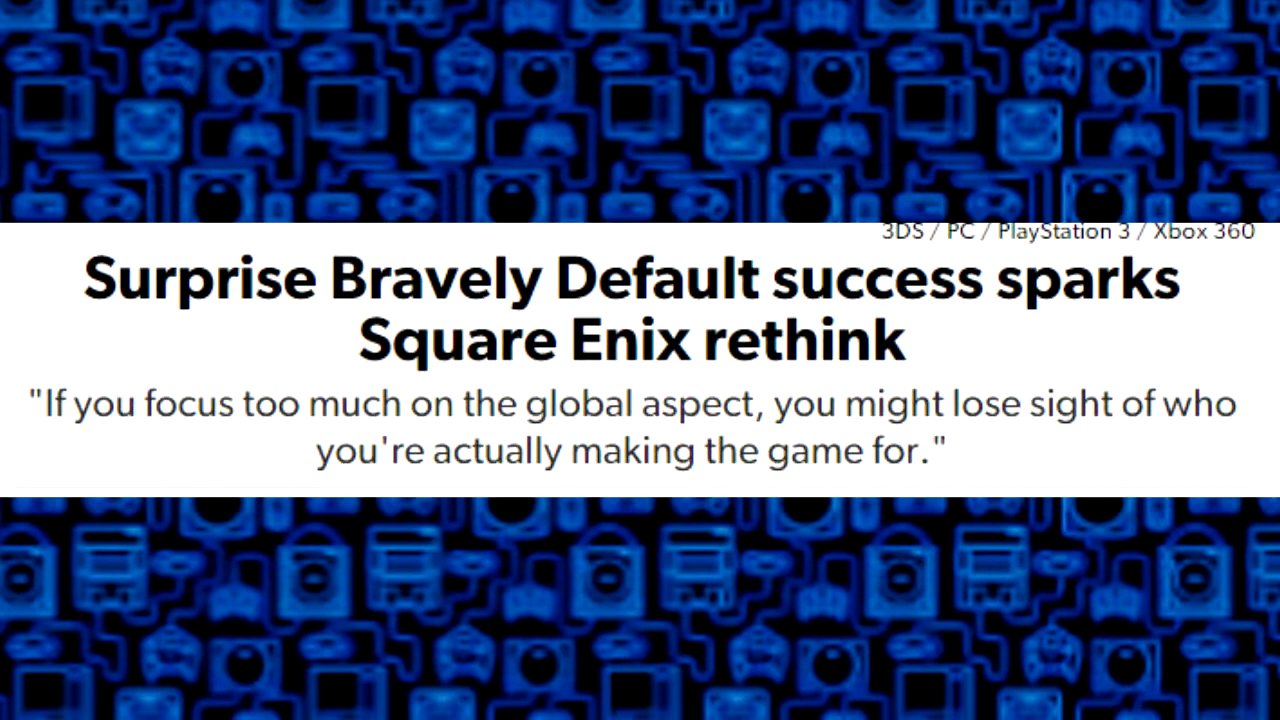 3DS / PC / PlayStation 3 / Xbox 360
Surprise Bravely Default success sparks
Square Enix rethink
"If you focus too much on the global aspect, you might lose sight of who
you're actually making the game for."